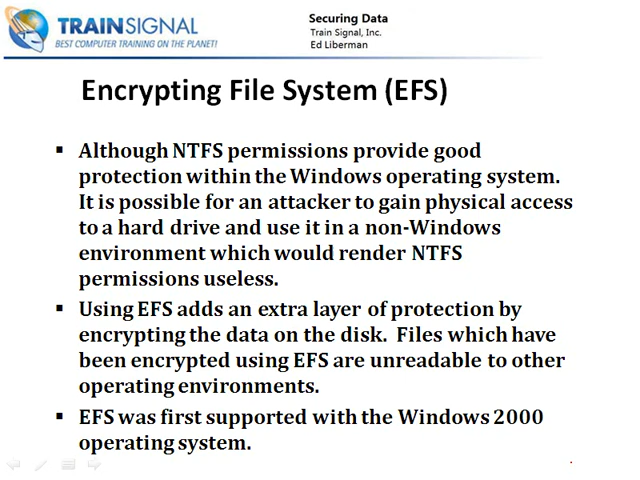 TRAINSIGNAL
BEST COMPUTER TRAINING ON THE PLANET!
Securing Data
Train Signal, Inc.
Ed Liberman
Encrypting File System (EFS)
▪ Although NTFS permissions provide good
protection within the Windows operating system.
It is possible for an attacker to gain physical access
to a hard drive and use it in a non-Windows
environment which would render NTFS
permissions useless.
▪ Using EFS adds an extra layer of protection by
encrypting the data on the disk.  Files which have
been encrypted using EFS are unreadable to other
operating environments.
▪ EFS was first supported with the Windows 2000
operating system.